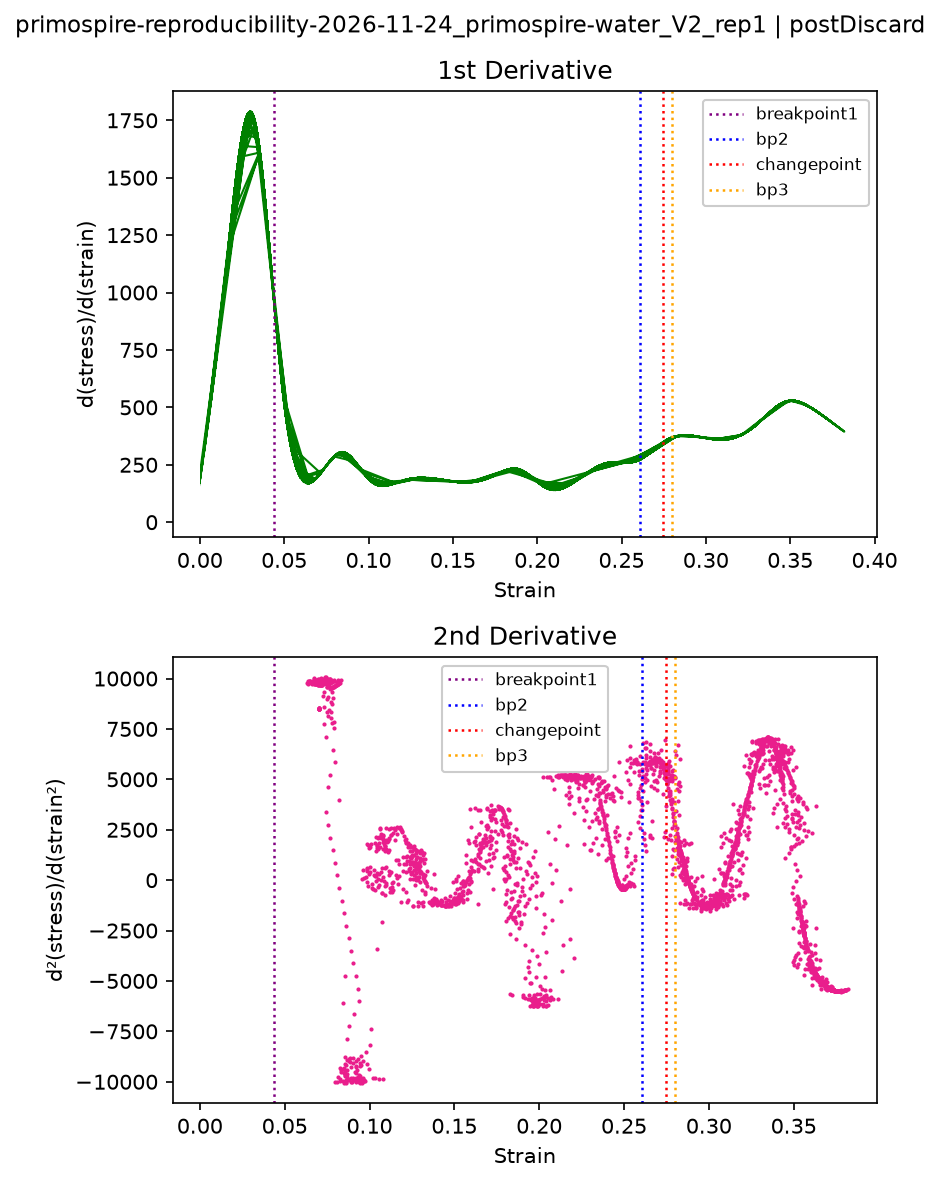 primospire-reproducibility-2026-11-24_primospire-water_V2_rep1 | postDiscard
1st Derivative
d(stress)/d(strain)
1750
1500
1250
1000
750
500
250
0
breakpoint1
bp2
changepoint
bp3
0.00 0.05 0.10 0.15 0.20 0.25 0.30 0.35 0.40
Strain
2nd Derivative
d²(stress)/d(strain²)
10000
7500
5000
2500
0
−2500
−5000
−7500
−10000
breakpoint1
bp2
changepoint
bp3
0.00 0.05 0.10 0.15 0.20 0.25 0.30 0.35
Strain